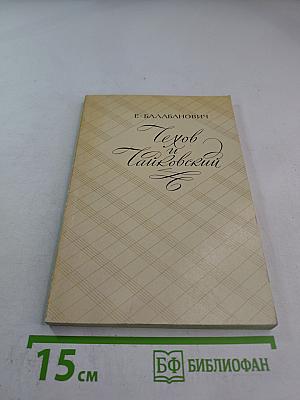 Е. БАЛАБАНОВИЧ
Чехов
и
Чайковский
15 см
БФ БИБЛИОФАН